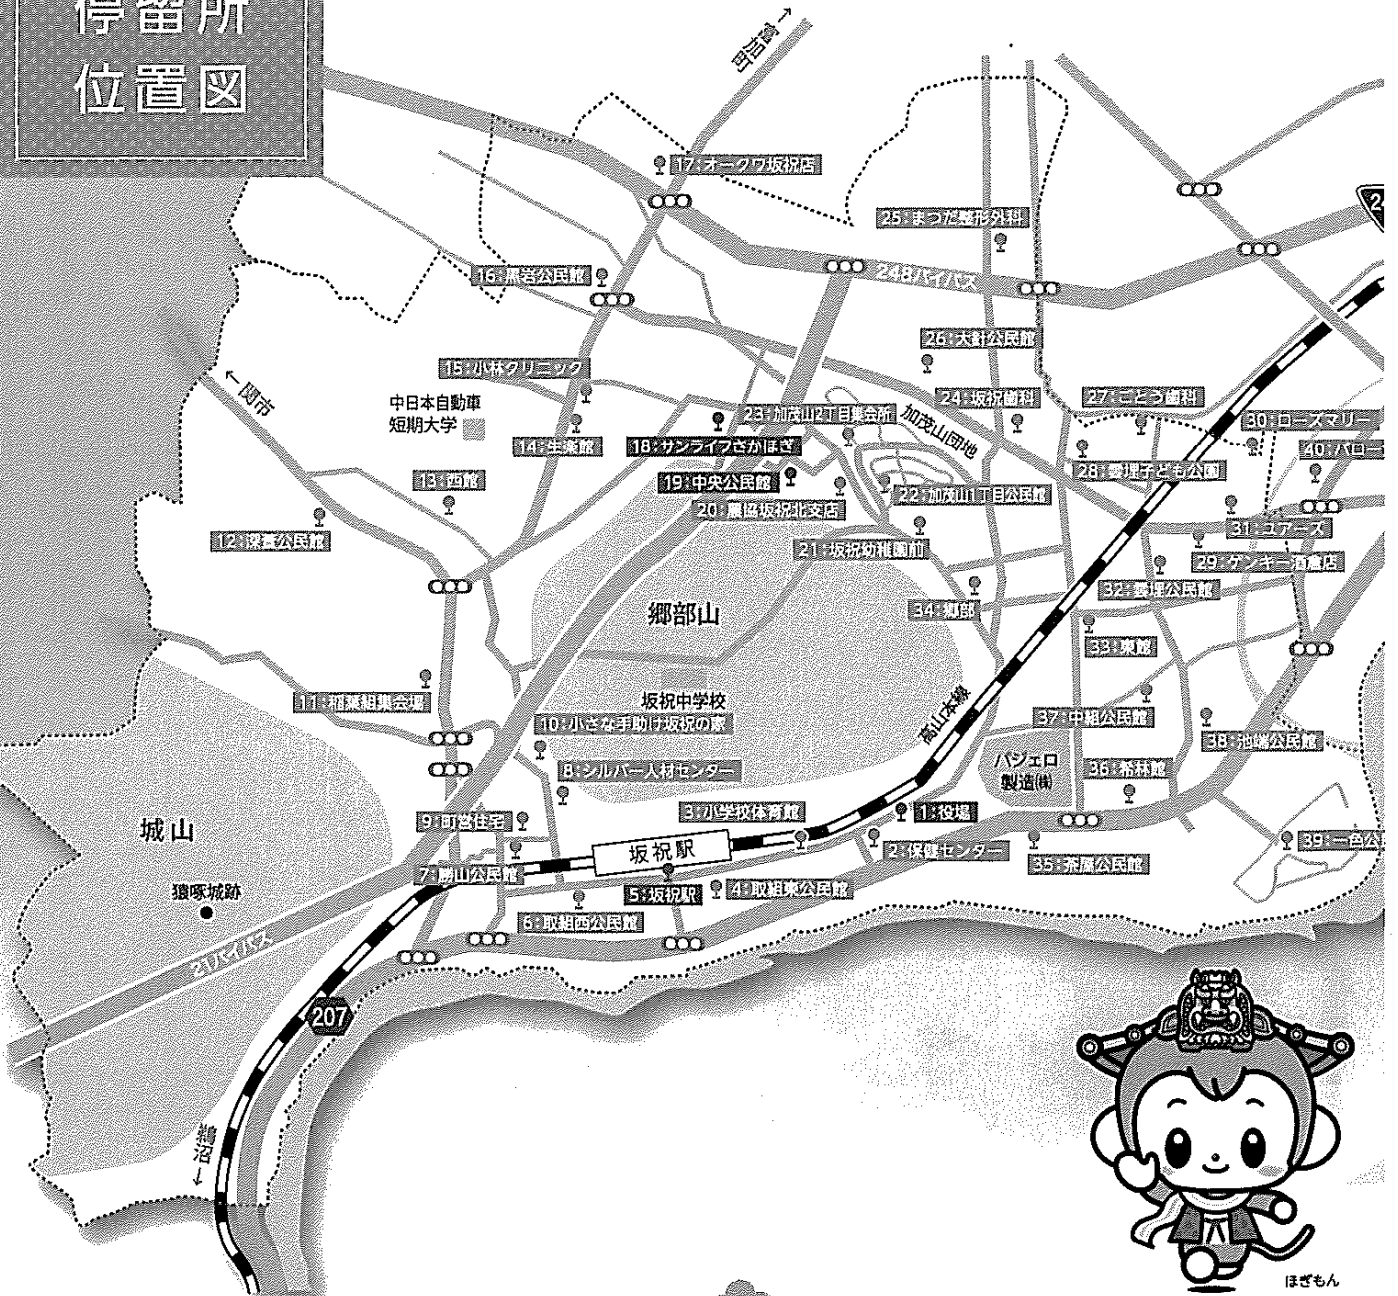 停留所
位置図
富加町
17:オークワ坂祝店
25:まつだ整形外科
248バイパス
16:黒岩公民館
26:大針公民館
15:小林クリニック
←関市
中日本自動車
短期大学
24:坂祝歯科
27:ごとう歯科
23:加茂山2丁目集会所
加茂山団地
30:ローズマリー
14:生楽館
18:サンライフさかほぎ
40:バロー
28:雲理子ども公園
13:西館
19:中央公民館
22:加茂山1丁目公民館
20:農協坂祝北支店
31:ユアーズ
12:深萱公民館
21:坂祝幼稚園前
29:ゲンキー酒倉店
32:雲埋公民館
34:郷部
郷部山
33:東館
11:稲葉組集会場
坂祝中学校
高山本線
37:中組公民館
10:小さな手助け坂祝の恵
38:池端公民館
8:シルバー人材センター
パジェロ
製造㈱
36:希林館
城山
9:町営住宅
3:小学校体育館
1:役場
坂祝駅
2:保健センター
39:一色公
7:勝山公民館
35:茶屋公民館
猿啄城跡
5:坂祝駅
4:取組東公民館
6:取組西公民館
21バイパス
207
鵜沼→
ほぎもん